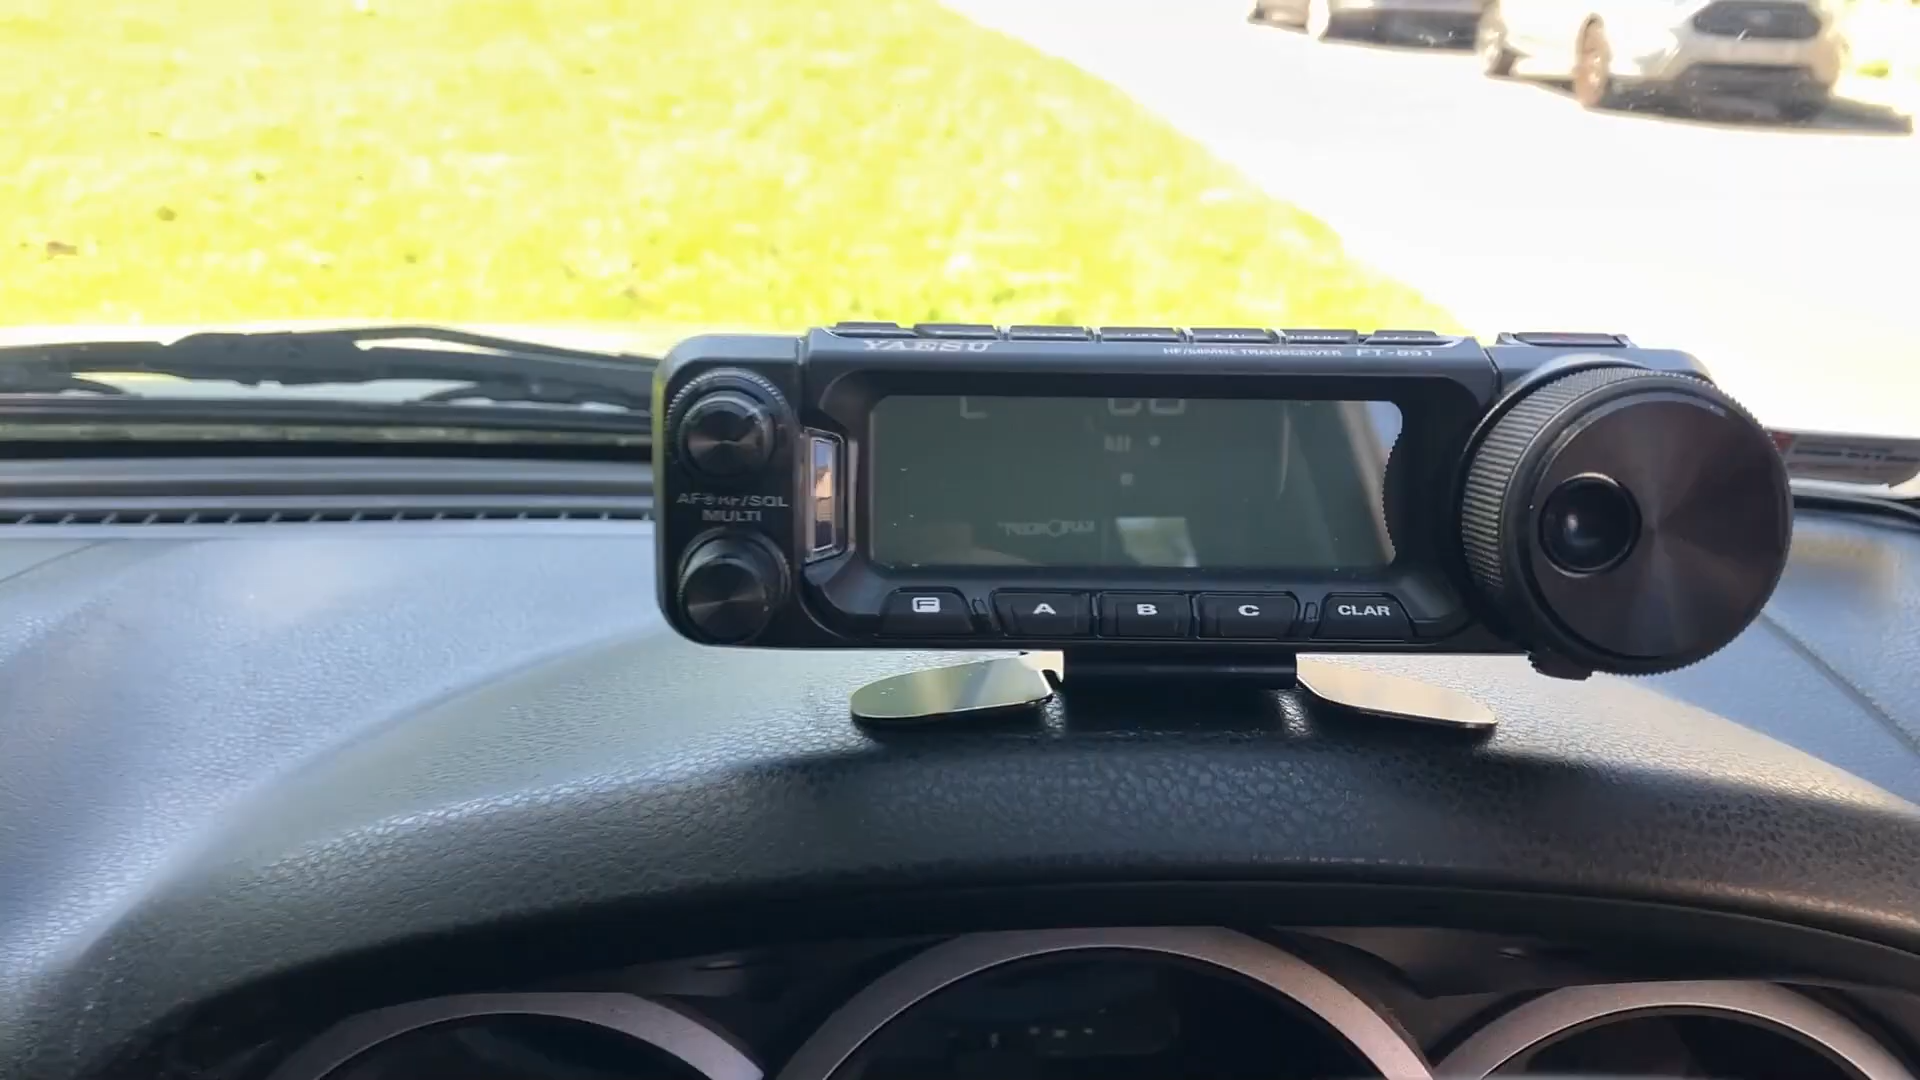 YAESU
HF/50MHz TRANSCEIVER FT-891
AF RF/SQL
MULTI
F
A
B
C
CLAR